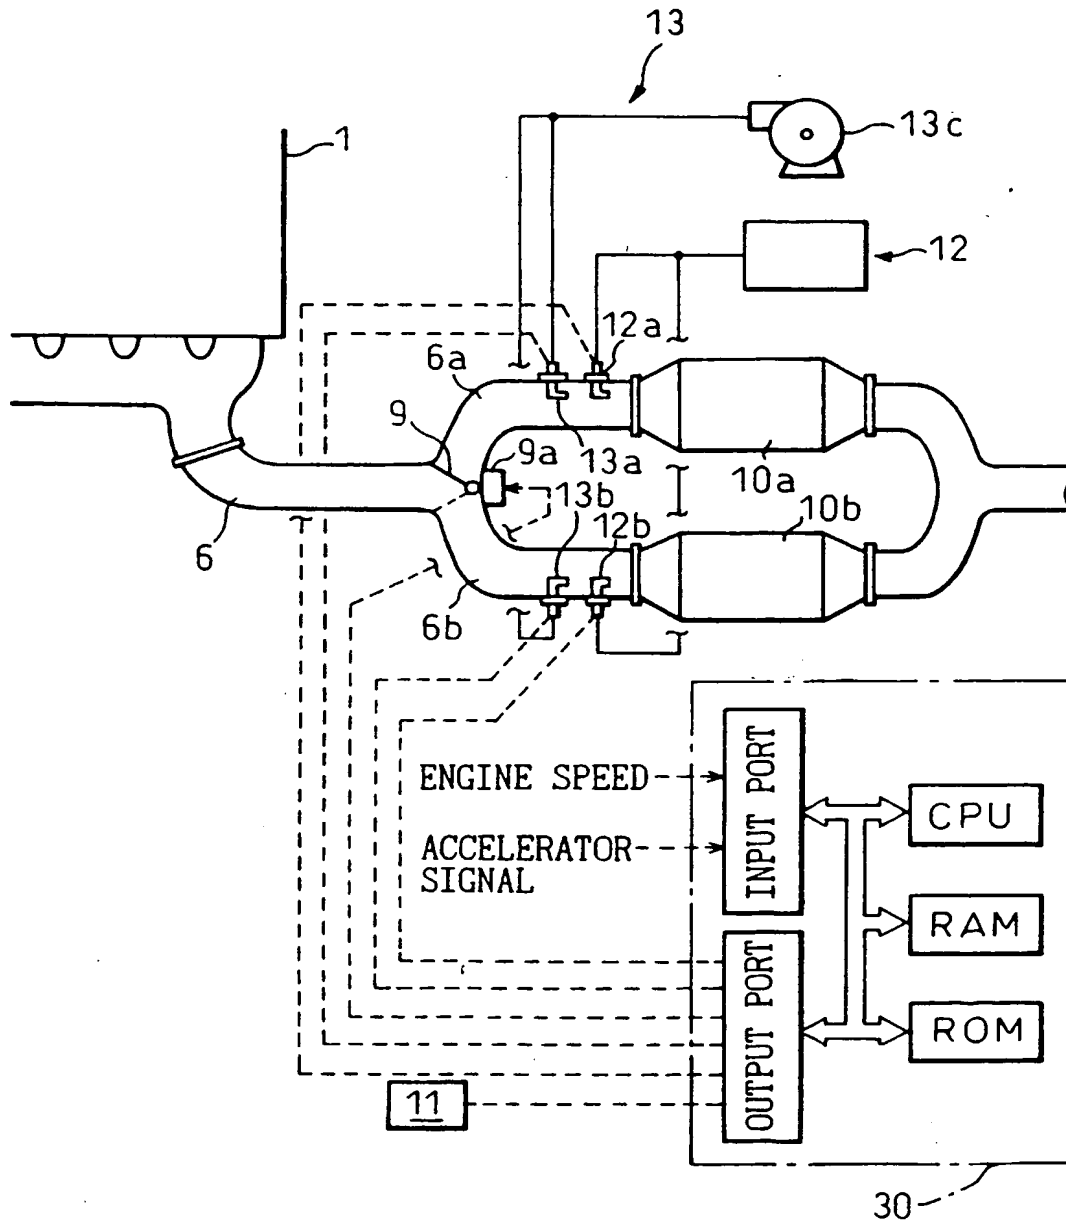 13
1
13c
12
12a
6a
9
9a
13a
10a
13b
10b
12b
6
6b
ENGINE SPEED
INPUT PORT
CPU
ACCELERATOR
SIGNAL
RAM
OUTPUT PORT
ROM
11
30